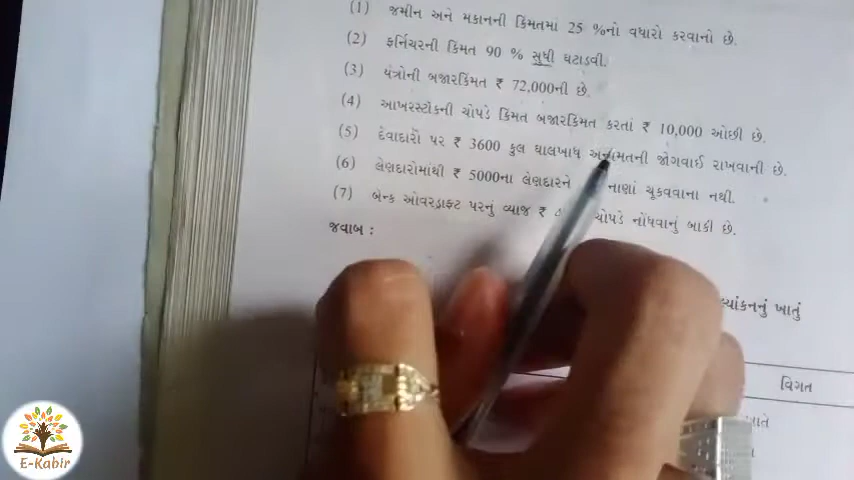 (1) જમીન અને મકાનની કિંમતમાં 25 %નો વધારો કરવાનો છે.
(2) ફર્નિચરની કિંમત 90 % સુધી ઘટાડવી.
(3) યંત્રોની બજારકિંમત ₹ 72,000ની છે.
(4) આખરસ્ટૉકની ચોપડે કિંમત બજારકિંમત કરતાં ₹ 10,000 ઓછી છે.
(5) દેવાદારો પર ₹ 3600 કુલ ઘાલખાધ અનામતની જોગવાઈ રાખવાની છે.
(6) લેણદારોમાંથી ₹ 5000ના લેણદારને નાણાં ચૂકવવાના નથી.
(7) બૅન્ક ઓવરડ્રાફ્ટ પરનું વ્યાજ ₹ ચોપડે નોંધવાનું બાકી છે.
જવાબ :
ખાતું
વિગત
E-Kabir